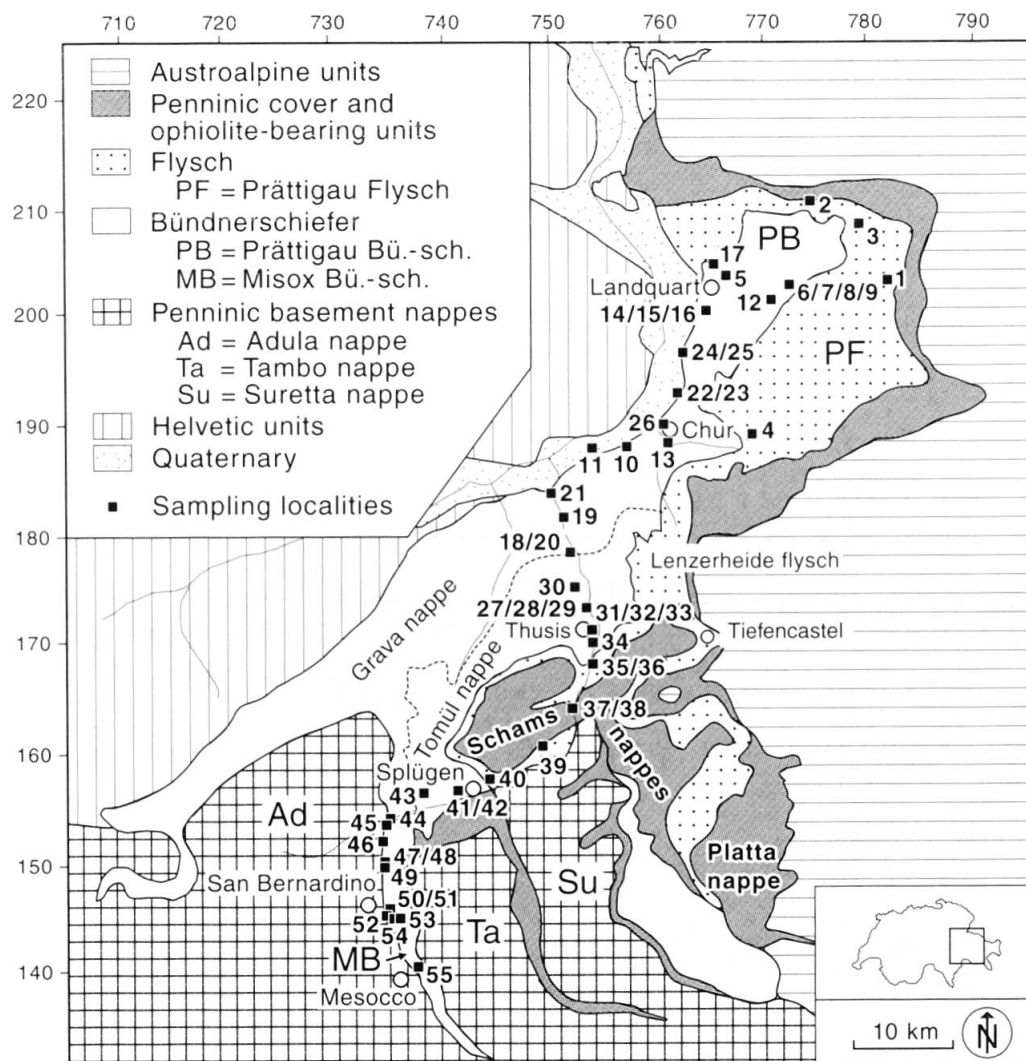 710 720 730 740 750 760 770 780 790
220
210
200
190
180
170
160
150
140
Austroalpine units
Penninic cover and
ophiolite-bearing units
Flysch
PF = Prättigau Flysch
Bündnerschiefer
PB = Prättigau Bü.-sch.
MB = Misox Bü.-sch.
Penninic basement nappes
Ad = Adula nappe
Ta = Tambo nappe
Su = Suretta nappe
Helvetic units
Quaternary
Sampling localities
2
PB
3
17
5
1
Landquart
6/7/8/9
12
14/15/16
PF
24/25
22/23
26
Chur
4
11
10
13
21
19
18/20
Lenzerheide flysch
30
27/28/29
31/32/33
Thusis
Tiefencastel
34
Grava nappe
35/36
Tomül nappe
37/38
Schams
nappes
39
Splügen
40
43
41/42
Ad
45
44
46
47/48
Platta
nappe
49
Su
San Bernardino
50/51
52
53
54
Ta
MB
55
Mesocco
10 km
N